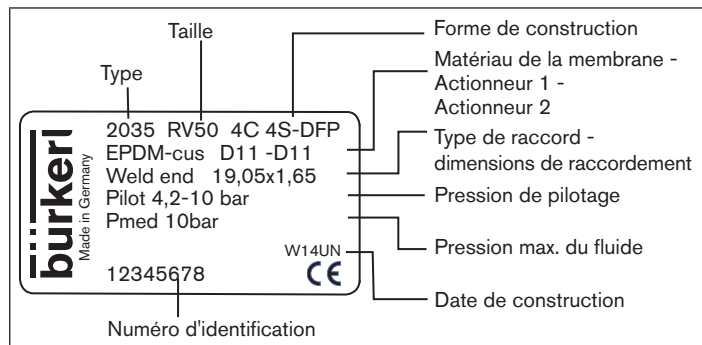 Taille
Type
Forme de construction
Matériau de la membrane -
Actionneur 1 -
Actionneur 2
Type de raccord -
dimensions de raccordement
Pression de pilotage
Pression max. du fluide
Date de construction
Numéro d'identification
bürkert
Made in Germany
2035 RV50 4C 4S-DFP
EPDM-cus D11 -D11
Weld end 19,05x1,65
Pilot 4,2-10 bar
Pmed 10bar
W14UN
12345678
CE